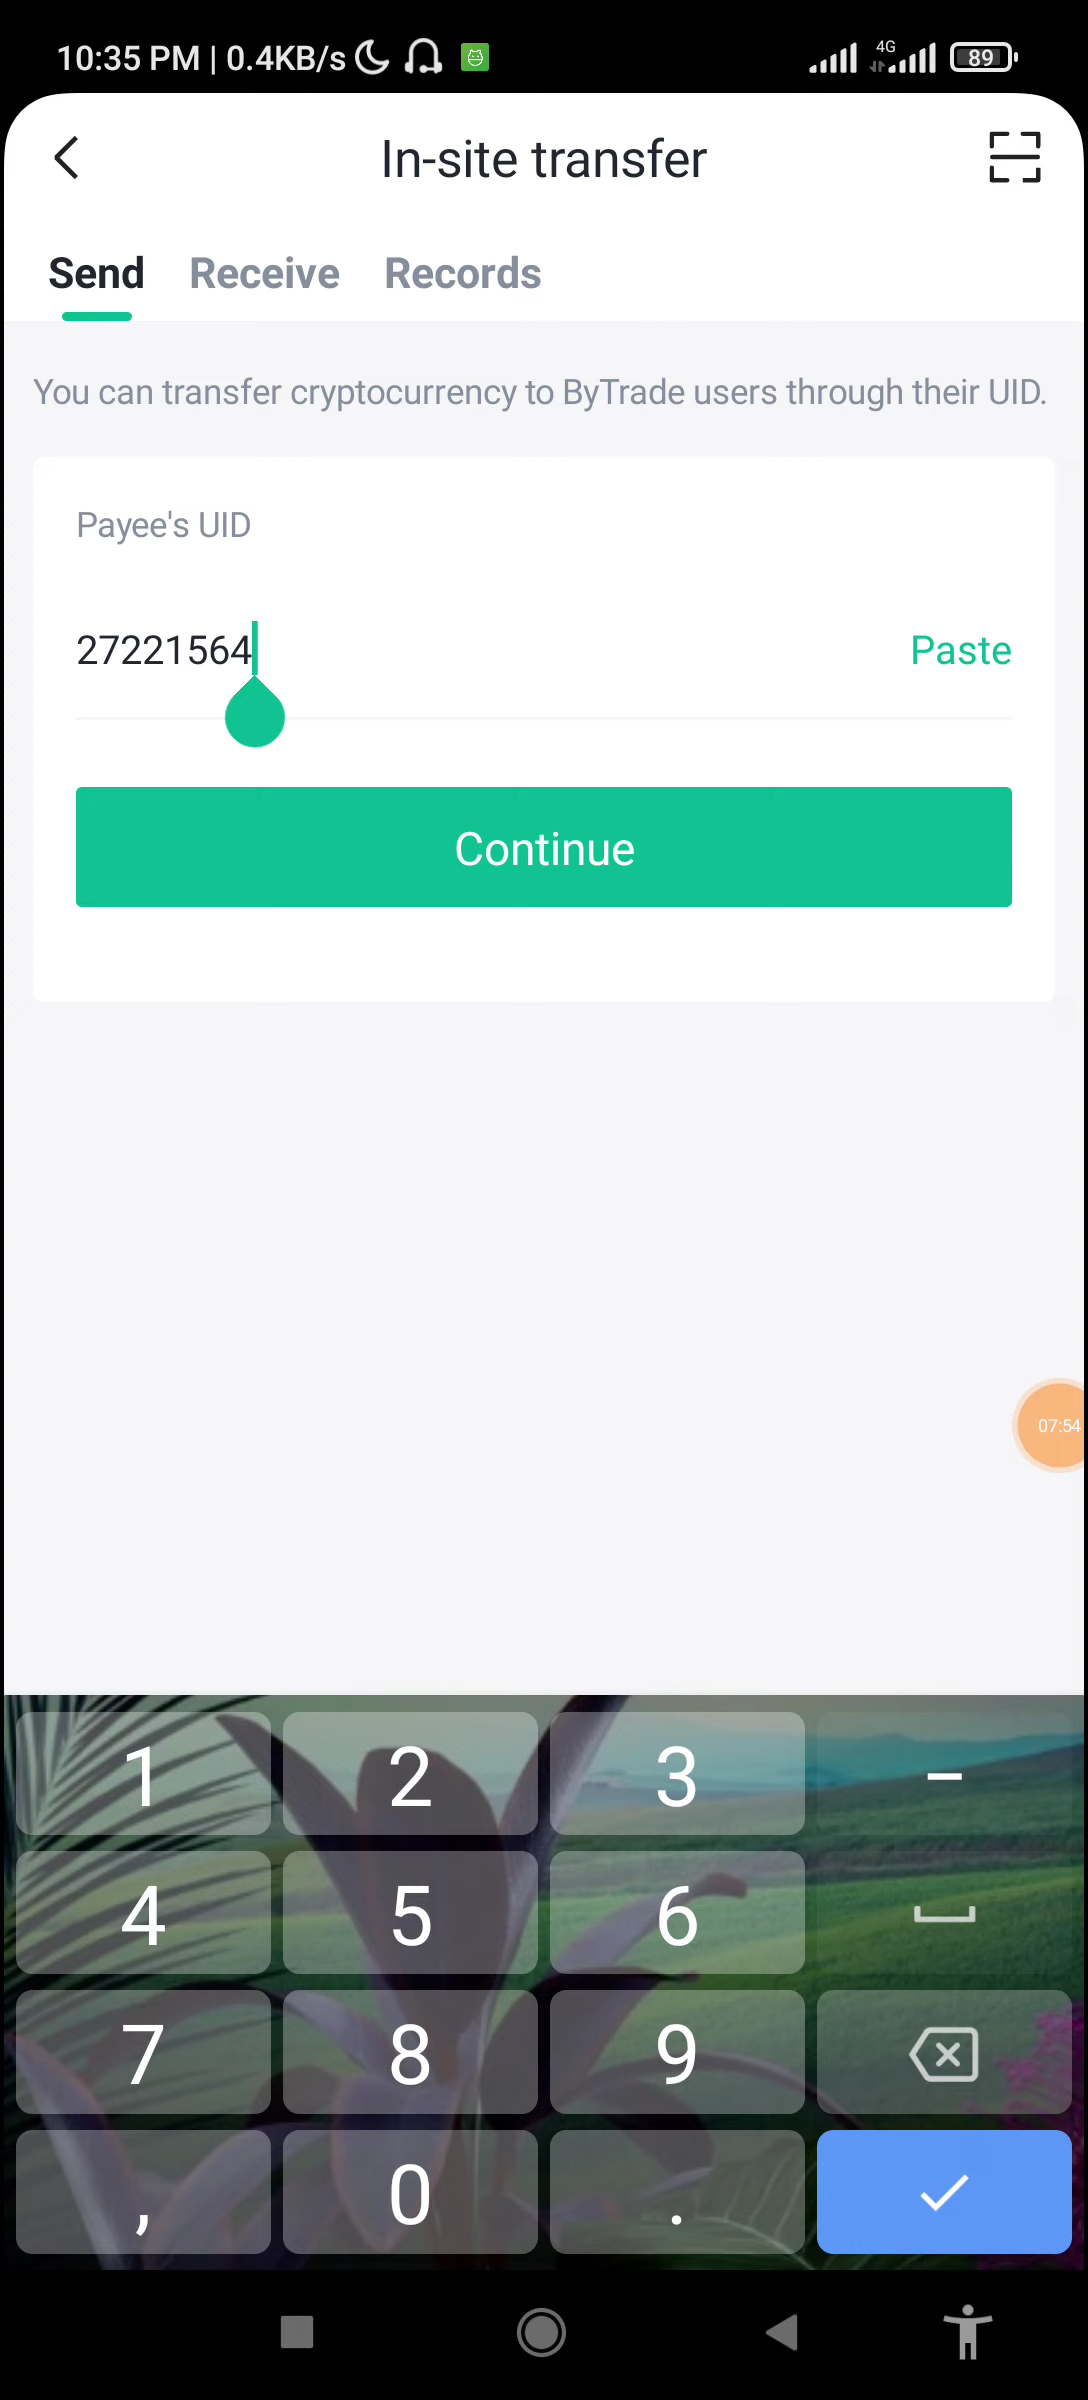 10:35 PM | 0.4KB/s 4G 89
In-site transfer
Send Receive Records
You can transfer cryptocurrency to ByTrade users through their UID.
Payee's UID
27221564 Paste
Continue
07:54
1 2 3 -
4 5 6
7 8 9
, 0 .